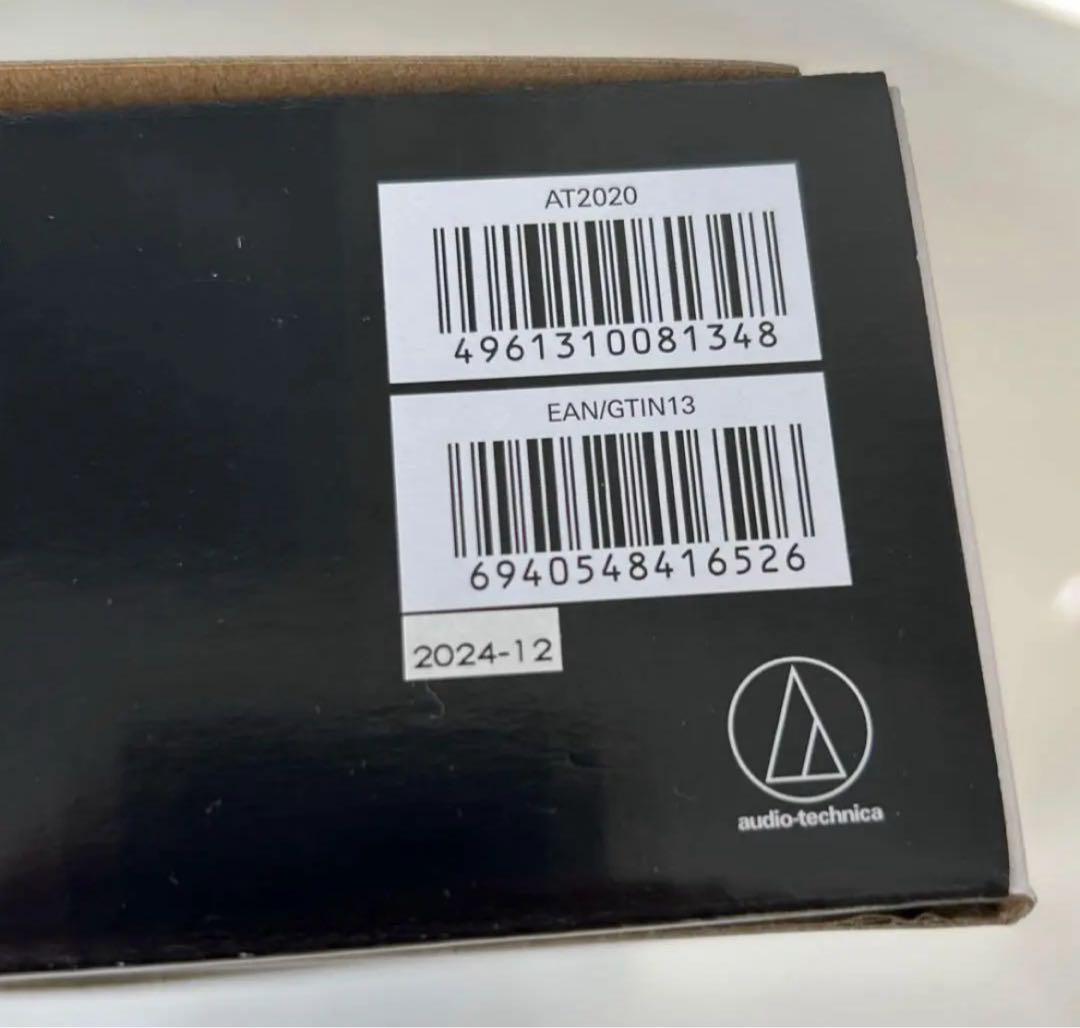 AT2020
4961310081348
EAN/GTIN13
6940548416526
2024-12
audio-technica